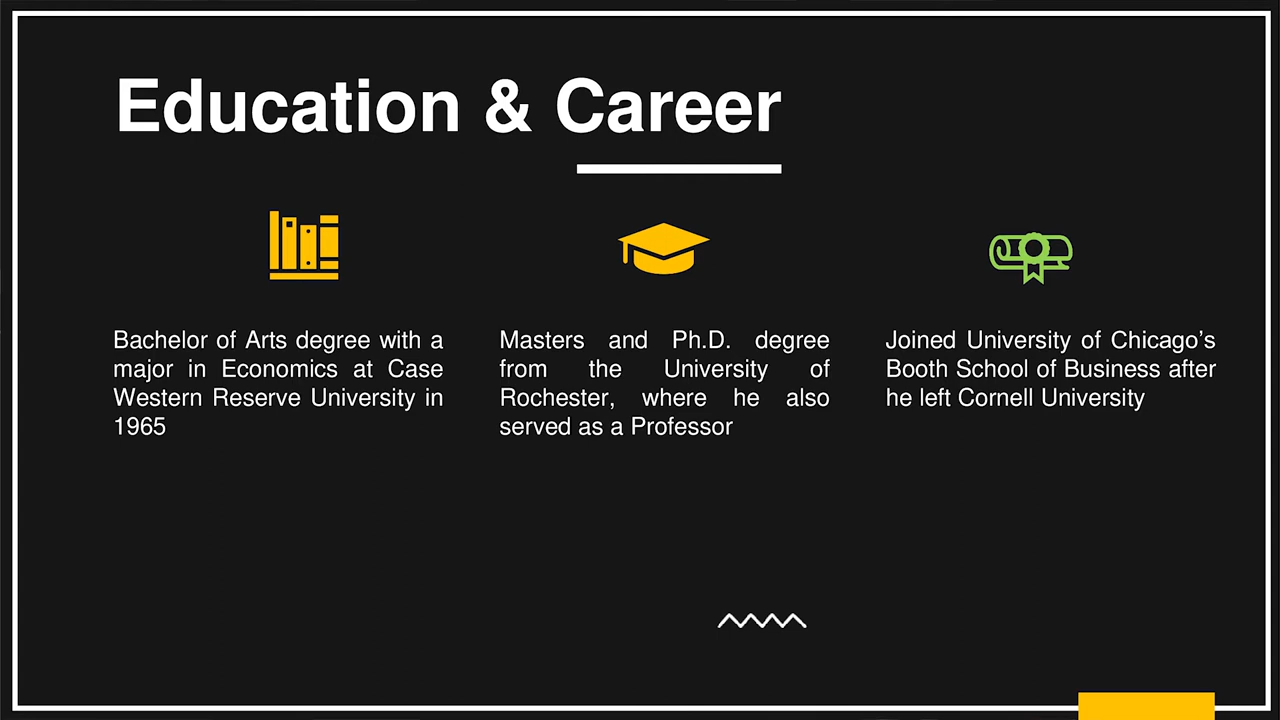 Education & Career
Bachelor of Arts degree with a
major in Economics at Case
Western Reserve University in
1965
Masters and Ph.D. degree
from the University of
Rochester, where he also
served as a Professor
Joined University of Chicago’s
Booth School of Business after
he left Cornell University